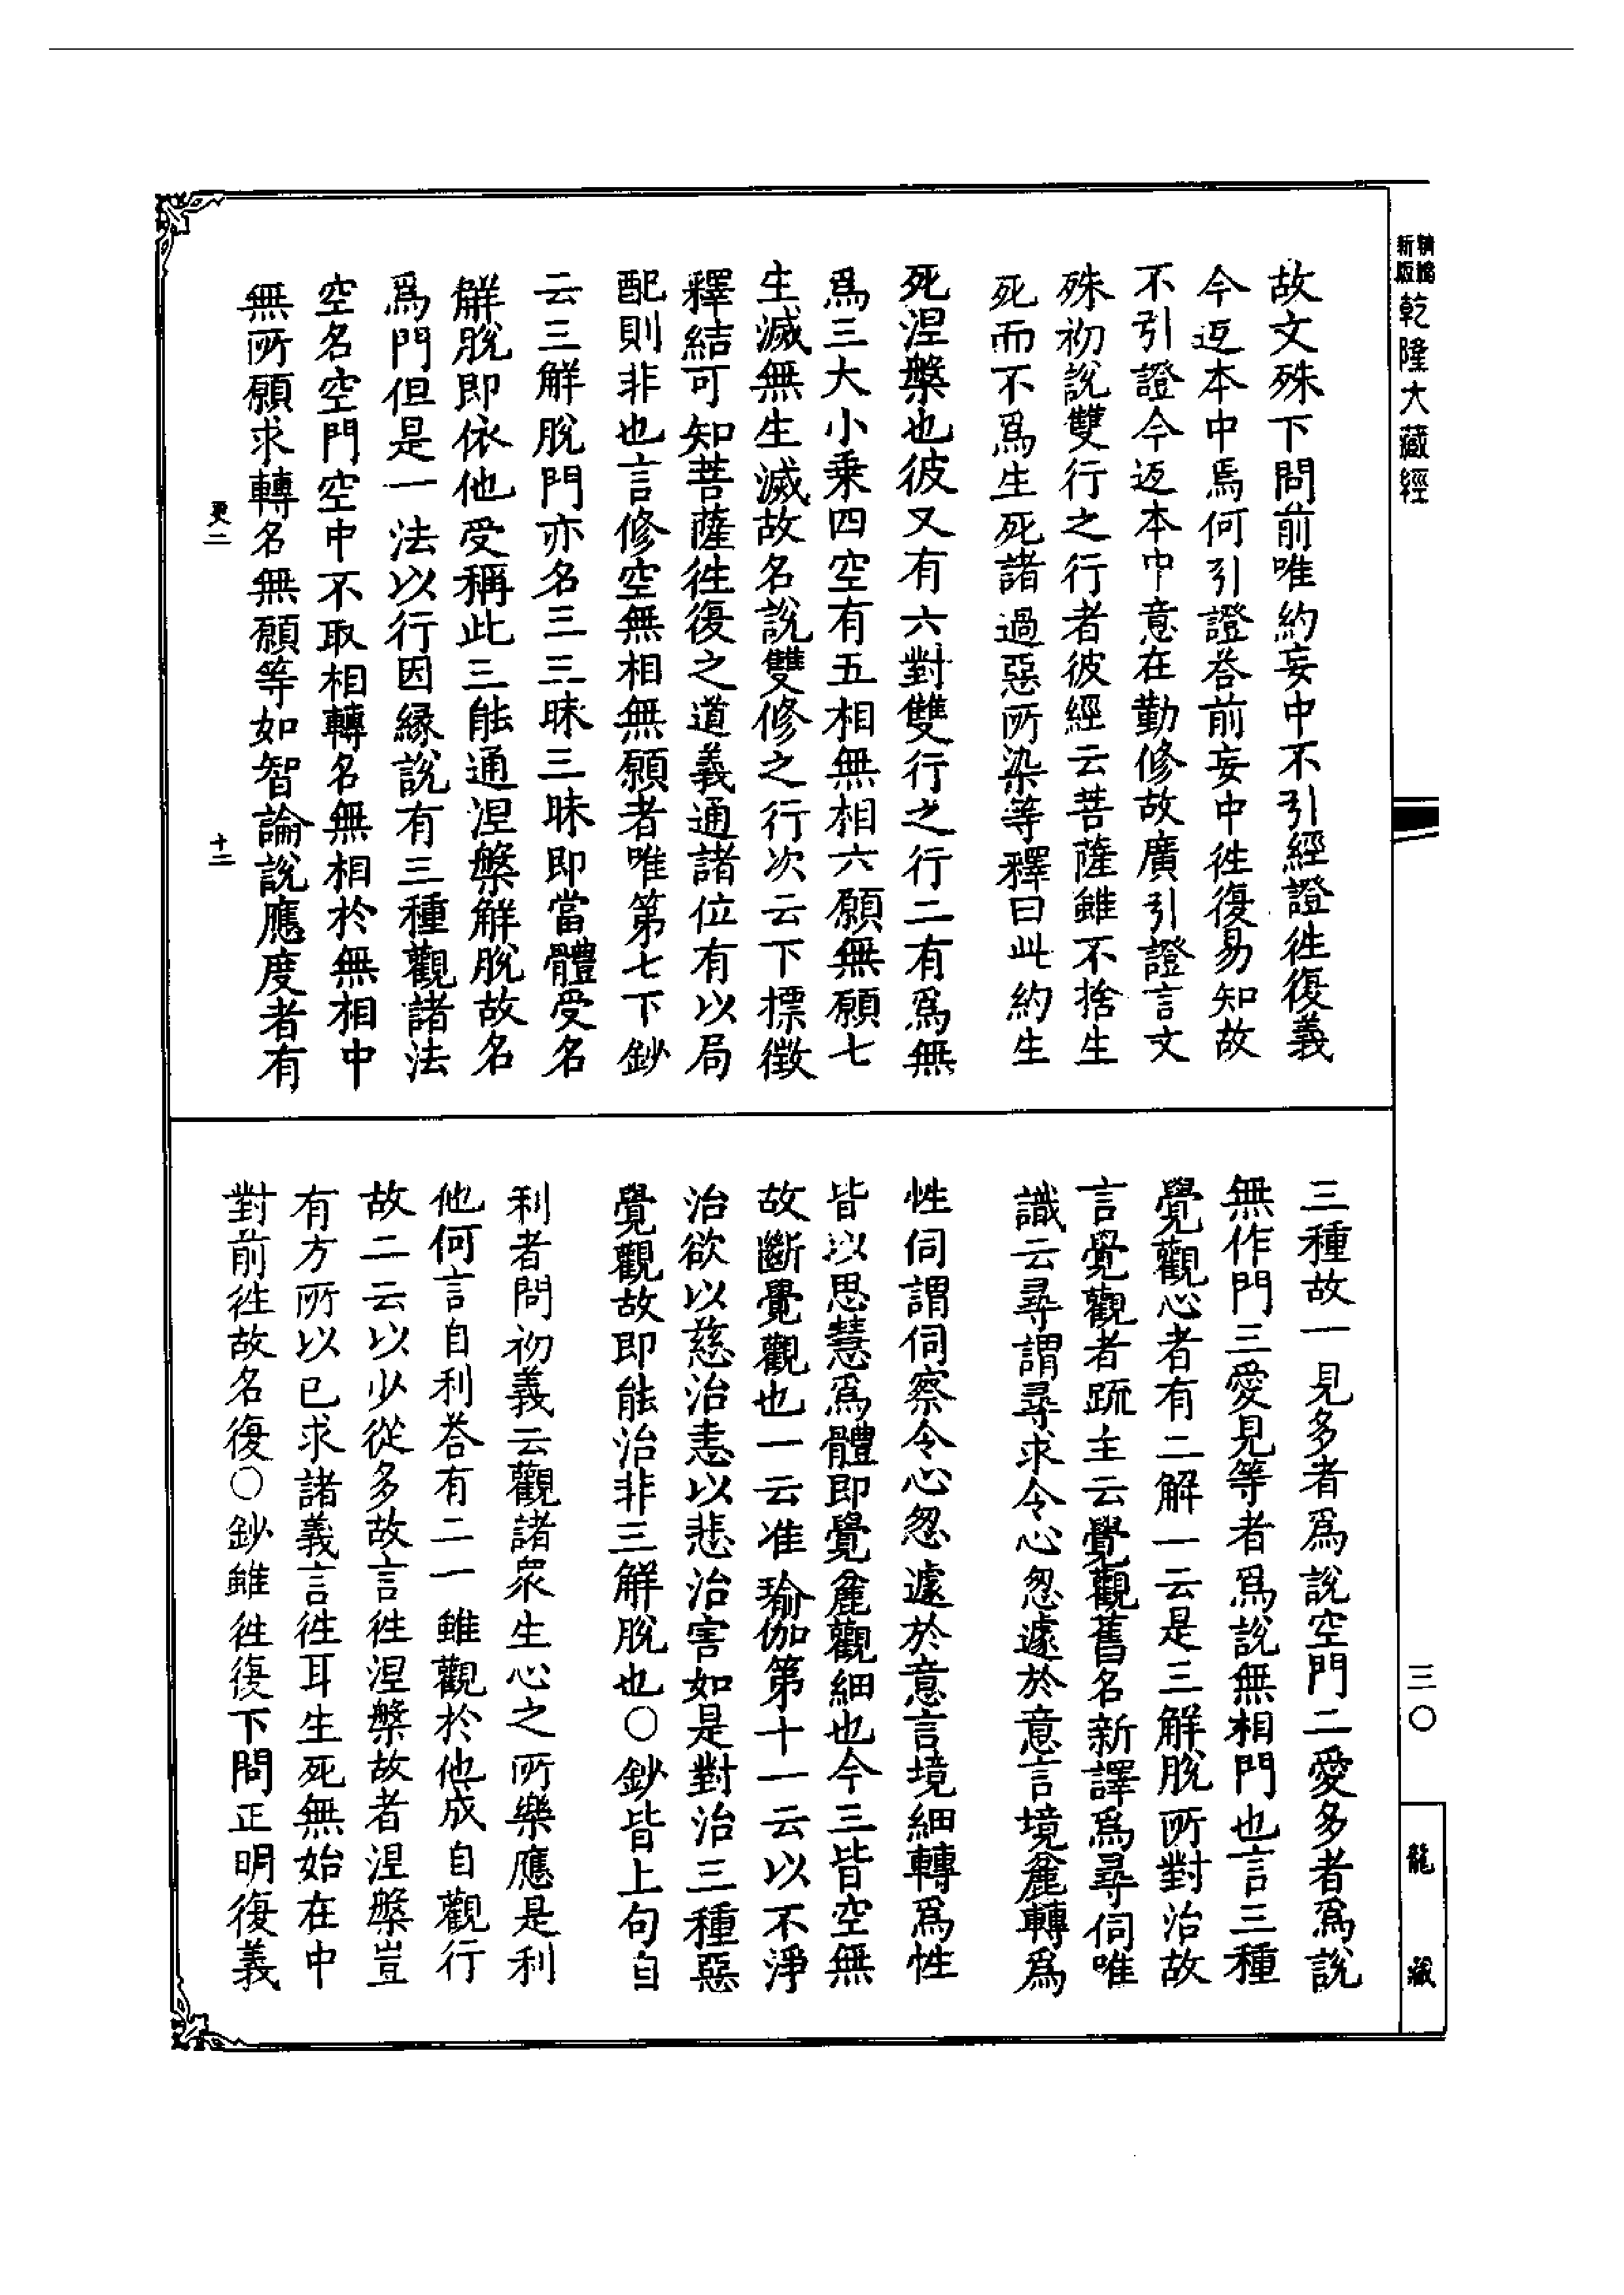 新編
新版
乾隆大藏經
故文殊下問前唯約妄中不引經證徃復義
今返本中焉何引證荅前妄中徃復易知故
不引證今返本中意在勤修故廣引證言文
殊初說雙行之行者彼經云菩薩雖不捨生
死而不爲生死諸過惡所染等釋曰此約生
死涅槃也彼又有六對雙行之行二有爲無
爲三大小乘四空有五相無相六願無願七
生滅無生滅故名說雙修之行次云下標徴
釋結可知菩薩徃復之道義通諸位有以局
配則非也言修空無相無願者唯第七下鈔
云三解脫門亦名三三昧三昧即當體受名
解脫即依他受稱此三能通涅槃解脫故名
爲門但是一法以行因緣說有三種觀諸法
空名空門空中不取相轉名無相於無相中
無所願求轉名無願等如智論說應度者有
更二
十二
三種故一見多者爲說空門二愛多者爲說
無作門三愛見等者爲說無相門也言三種
覺觀心者有二解一云是三解脫所對治故
言覺觀者䟽主云覺觀舊名新譯爲尋伺唯
識云尋謂尋求令心怱遽於意言境麄轉爲
性伺謂伺察令心怱遽於意言境細轉爲性
皆以思慧爲體即覺麄觀細也今三皆空無
故斷覺觀也一云准瑜伽第十一云以不淨
治欲以慈治恚以悲治害如是對治三種惡
覺觀故即能治非三解脫也○鈔皆上句自
利者問初義云觀諸衆生心之所樂應是利
他何言自利荅有二一雖觀於他成自觀行
故二云以少從多故言徃涅槃故者涅槃豈
有方所以已求諸義言徃耳生死無始在中
對前徃故名復○鈔雖徃復下問正明復義
三〇
龍藏